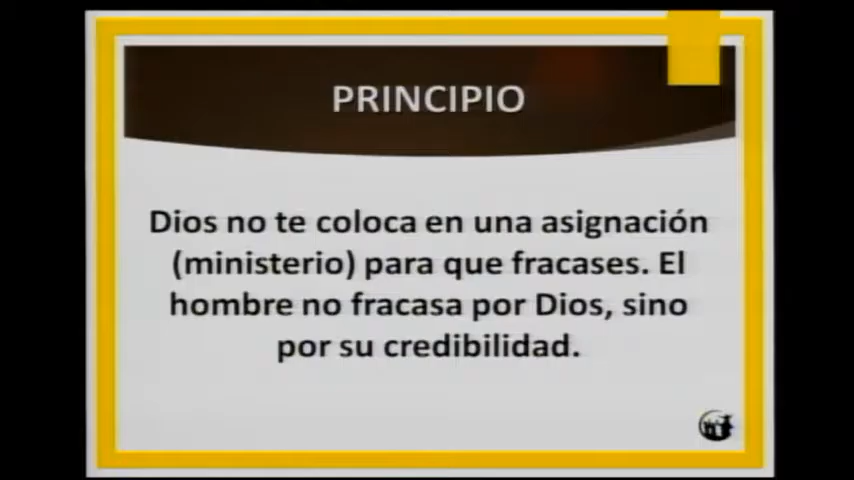 PRINCIPIO
Dios no te coloca en una asignación
(ministerio) para que fracases. El
hombre no fracasa por Dios, sino
por su credibilidad.